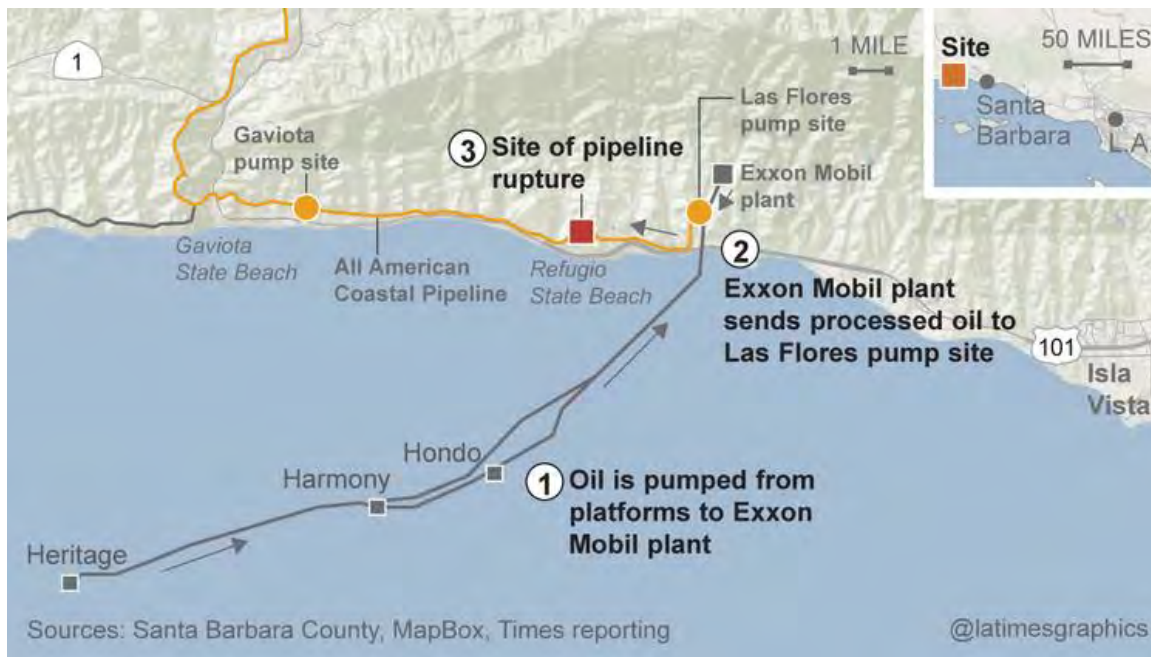 1
1 MILE
Site
50 MILES
Santa
Barbara
L.A
Las Flores
pump site
Gaviota
pump site
3
Site of pipeline
rupture
Exxon Mobil
plant
Gaviota
State Beach
All American
Coastal Pipeline
Refugio
State Beach
2
Exxon Mobil plant
sends processed oil to
Las Flores pump site
101
Isla
Vista
Hondo
Harmony
Heritage
1
Oil is pumped from
platforms to Exxon
Mobil plant
Sources: Santa Barbara County, MapBox, Times reporting
@latimesgraphics